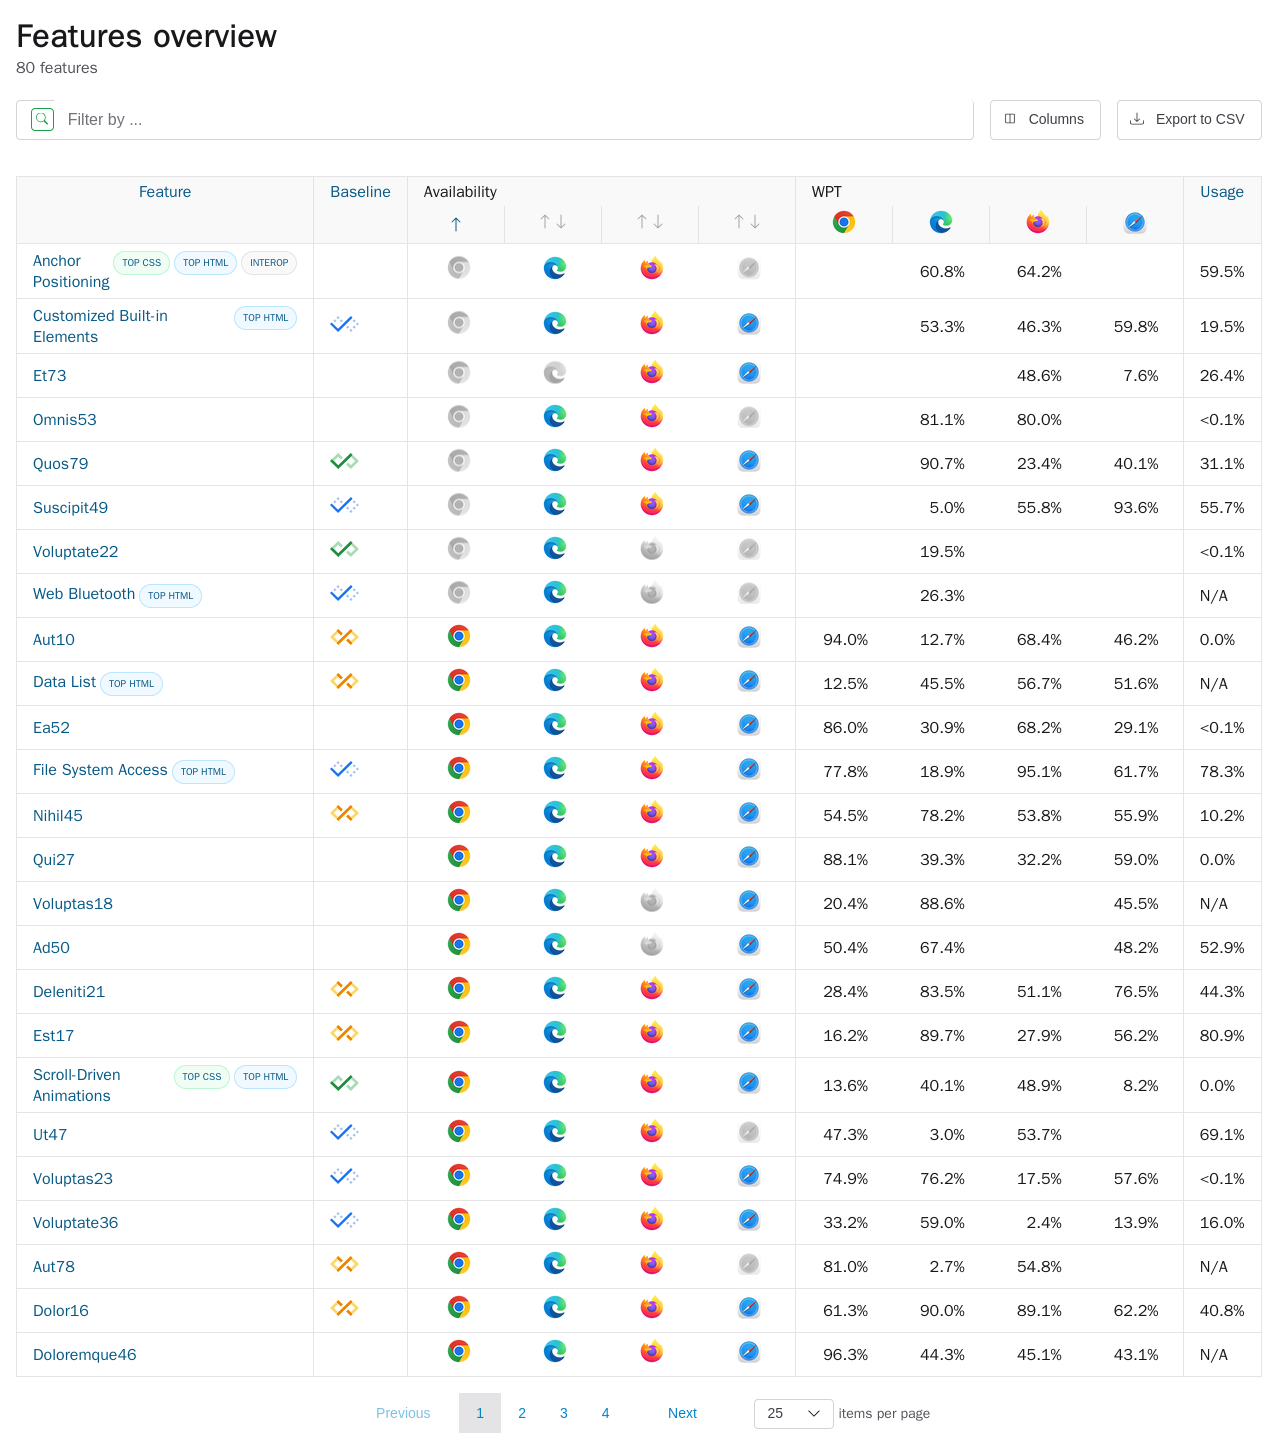 Features overview
80 features
Filter by ...
Columns
Export to CSV
Feature Baseline Availability WPT Usage
Anchor Positioning TOP CSS TOP HTML INTEROP 60.8% 64.2% 59.5%
Customized Built-in Elements TOP HTML 53.3% 46.3% 59.8% 19.5%
Et73 48.6% 7.6% 26.4%
Omnis53 81.1% 80.0% <0.1%
Quos79 90.7% 23.4% 40.1% 31.1%
Suscipit49 5.0% 55.8% 93.6% 55.7%
Voluptate22 19.5% <0.1%
Web Bluetooth TOP HTML 26.3% N/A
Aut10 94.0% 12.7% 68.4% 46.2% 0.0%
Data List TOP HTML 12.5% 45.5% 56.7% 51.6% N/A
Ea52 86.0% 30.9% 68.2% 29.1% <0.1%
File System Access TOP HTML 77.8% 18.9% 95.1% 61.7% 78.3%
Nihil45 54.5% 78.2% 53.8% 55.9% 10.2%
Qui27 88.1% 39.3% 32.2% 59.0% 0.0%
Voluptas18 20.4% 88.6% 45.5% N/A
Ad50 50.4% 67.4% 48.2% 52.9%
Deleniti21 28.4% 83.5% 51.1% 76.5% 44.3%
Est17 16.2% 89.7% 27.9% 56.2% 80.9%
Scroll-Driven Animations TOP CSS TOP HTML 13.6% 40.1% 48.9% 8.2% 0.0%
Ut47 47.3% 3.0% 53.7% 69.1%
Voluptas23 74.9% 76.2% 17.5% 57.6% <0.1%
Voluptate36 33.2% 59.0% 2.4% 13.9% 16.0%
Aut78 81.0% 2.7% 54.8% N/A
Dolor16 61.3% 90.0% 89.1% 62.2% 40.8%
Doloremque46 96.3% 44.3% 45.1% 43.1% N/A
Previous 1 2 3 4 Next 25 items per page